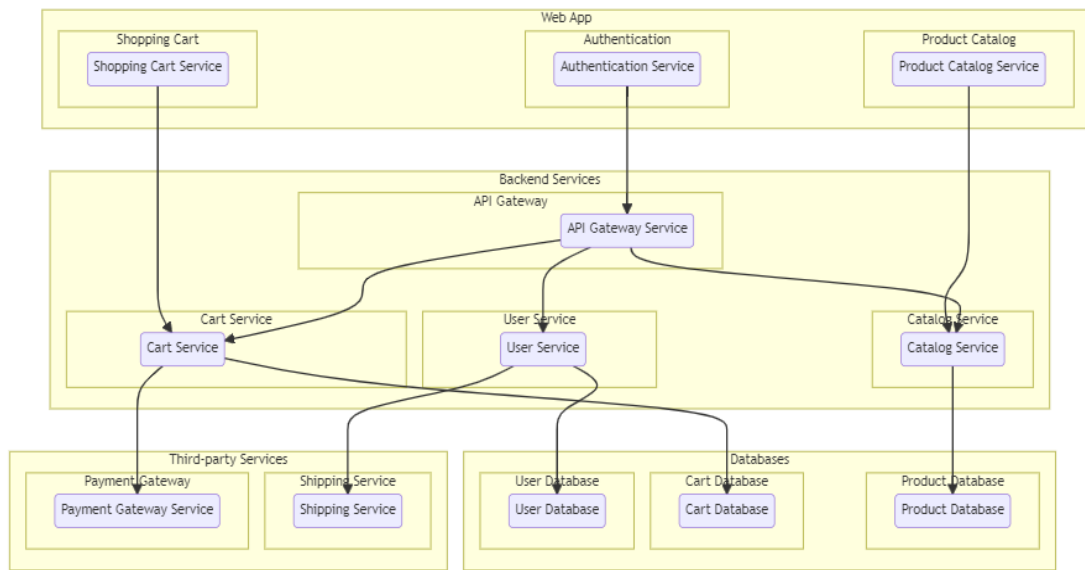 Web App
Shopping Cart
Authentication
Product Catalog
Shopping Cart Service
Authentication Service
Product Catalog Service
Backend Services
API Gateway
API Gateway Service
Cart Service
User Service
Catalog Service
Cart Service
User Service
Catalog Service
Third-party Services
Databases
Payment Gateway
Shipping Service
User Database
Cart Database
Product Database
Payment Gateway Service
Shipping Service
User Database
Cart Database
Product Database